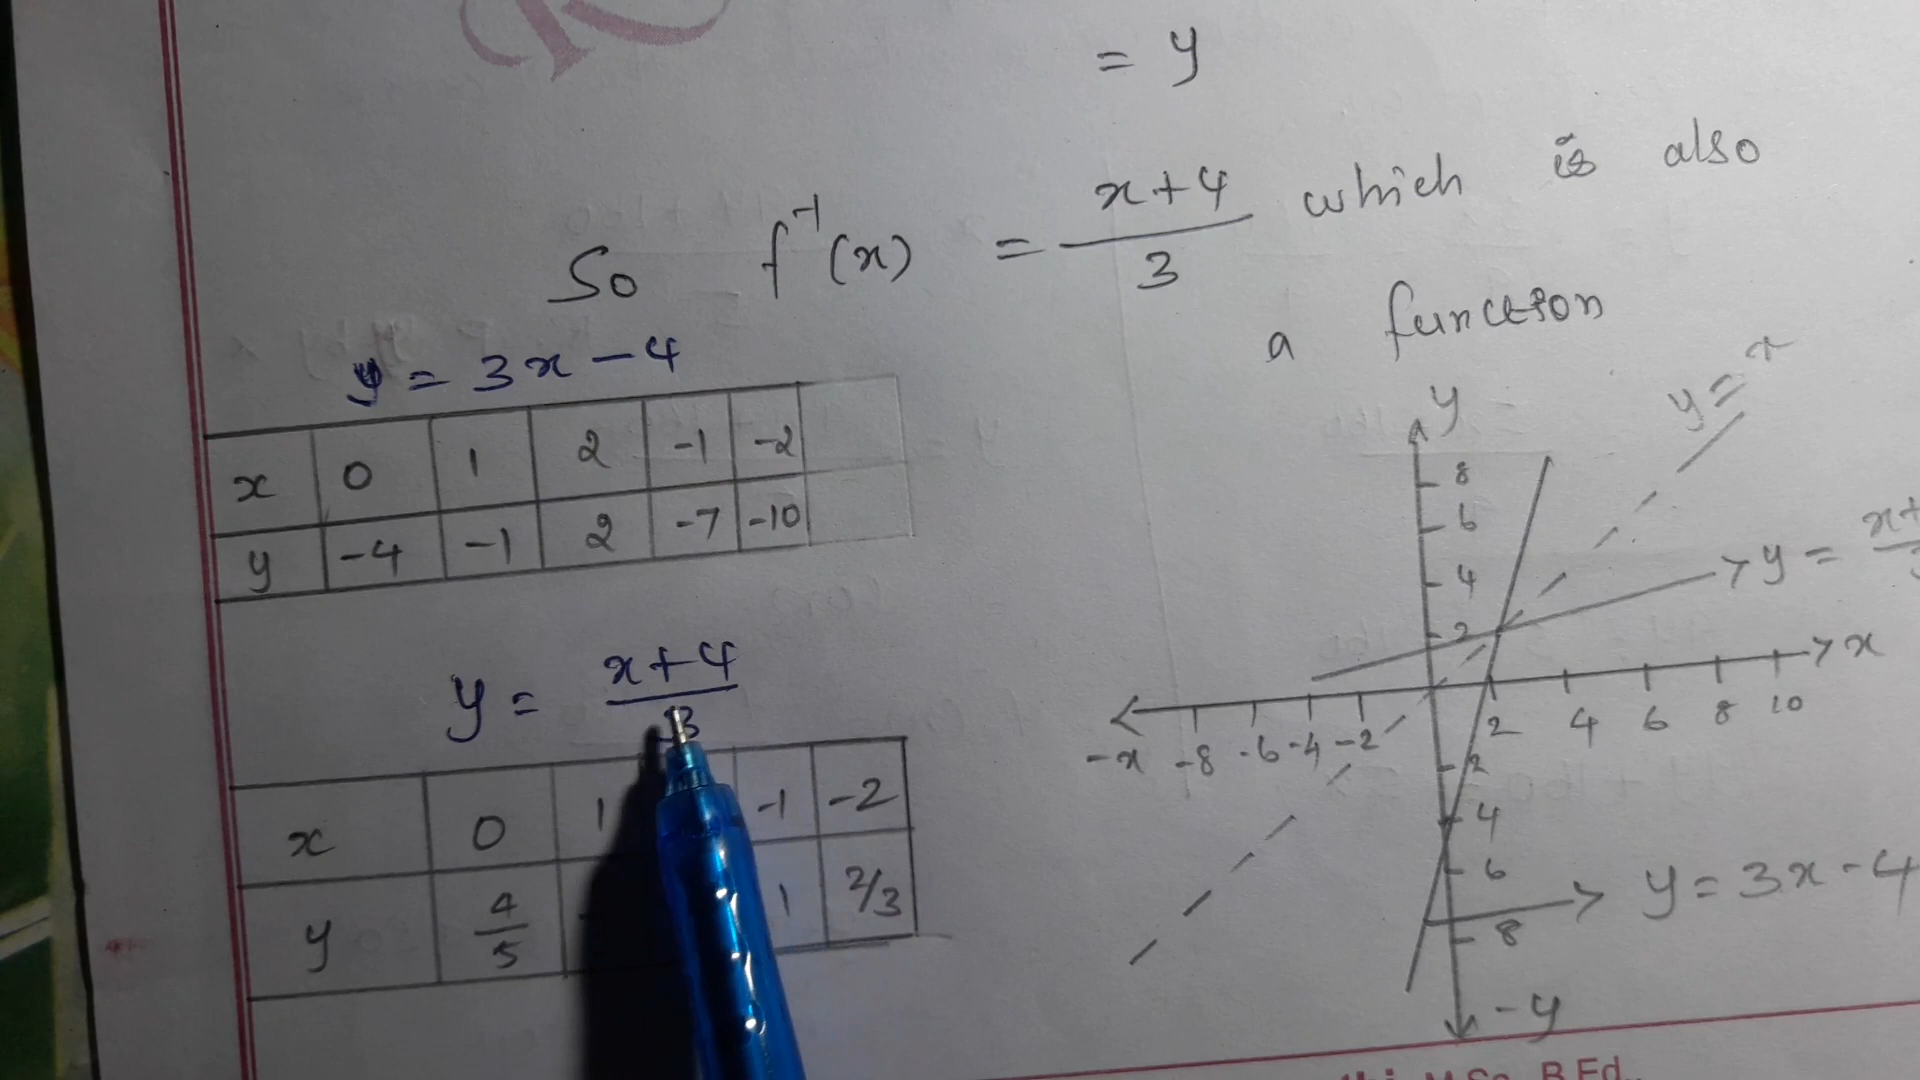 = y
So f⁻¹(x) = (x+4)/3 which is also
a function
y = 3x-4
x 0 1 2 -1 -2
y -4 -1 2 -7 -10
y = (x+4)/3
x 0 1 -1 -2
y 4/5 1 2/3
y
y = x
8
6
4
2
y = x+
x
-x -8 -6 -4 -2 2 4 6 8 10
2
4
6
8
y = 3x-4
-y
M.Sc., B.Ed.,